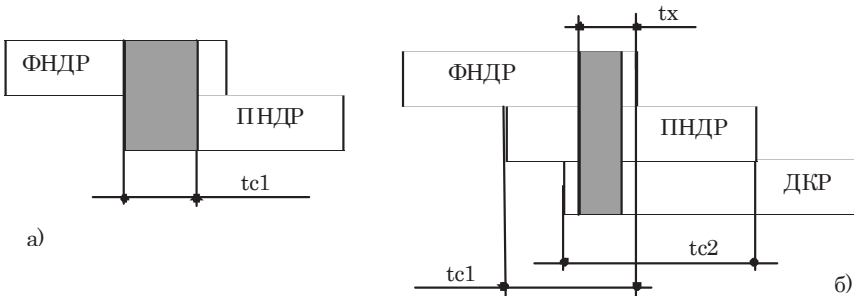 ФНДР
ПНДР
tc1
а)
tx
ФНДР
ПНДР
ДКР
tc2
tc1
б)